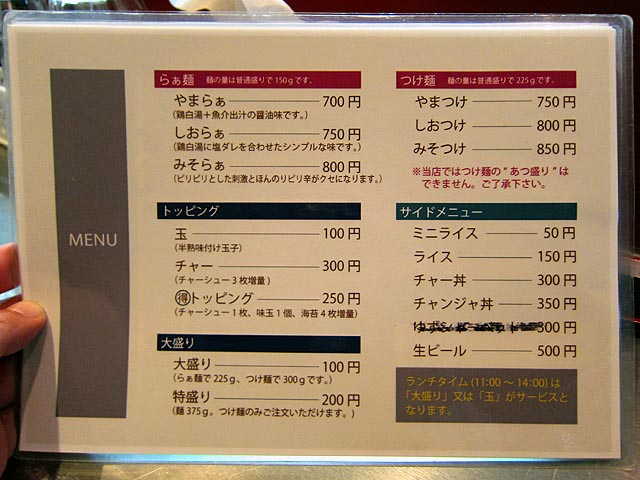 MENU
らぁ麺 麺の量は普通盛りで150gです。
やまらぁ 700円
(鶏白湯+魚介出汁の醤油味です。)
しおらぁ 750円
(鶏白湯に塩ダレを合わせたシンプルな味です。)
みそらぁ 800円
(ピリピリとした刺激とほんのりピリ辛がクセになります。)
トッピング
玉 100円
(半熟味付け玉子)
チャー 300円
(チャーシュー3枚増量)
㊝トッピング 250円
(チャーシュー1枚、味玉1個、海苔4枚増量)
大盛り
大盛り 100円
(らぁ麺で225g、つけ麺で300gです。)
特盛り 200円
(麺375g。つけ麺のみご注文いただけます。)
つけ麺 麺の量は普通盛りで225gです。
やまつけ 750円
しおつけ 800円
みそつけ 850円
※当店ではつけ麺の"あつ盛り"は
できません。ご了承下さい。
サイドメニュー
ミニライス 50円
ライス 150円
チャー丼 300円
チャンジャ丼 350円
300円
生ビール 500円
ランチタイム(11:00〜14:00)は
「大盛り」又は「玉」がサービスと
なります。